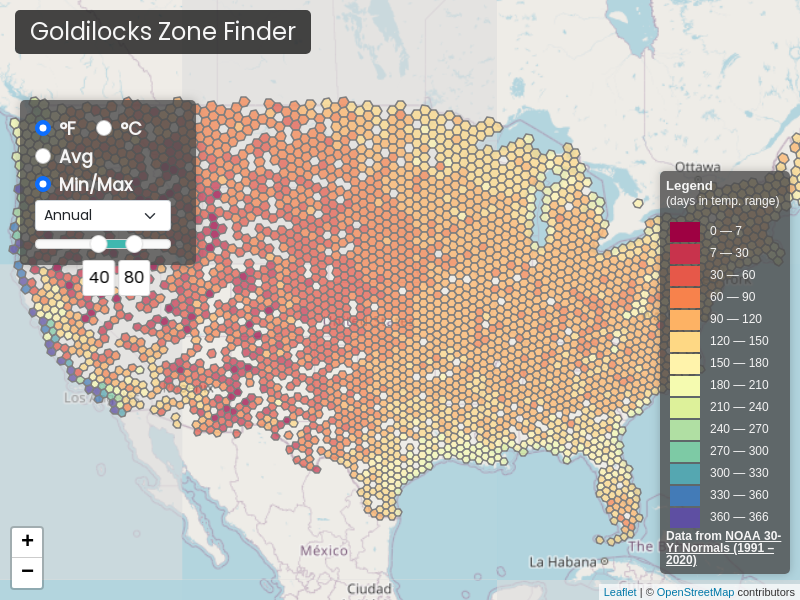 Goldilocks Zone Finder
°F
°C
Avg
Min/Max
Annual
40
80
Ottawa
Legend
(days in temp. range)
0 — 7
7 — 30
30 — 60
60 — 90
90 — 120
120 — 150
150 — 180
180 — 210
210 — 240
240 — 270
270 — 300
300 — 330
330 — 360
360 — 366
Data from NOAA 30-
Yr Normals (1991 –
2020)
Los
México
Ciudad
La Habana
The
+
−
Leaflet | © OpenStreetMap contributors